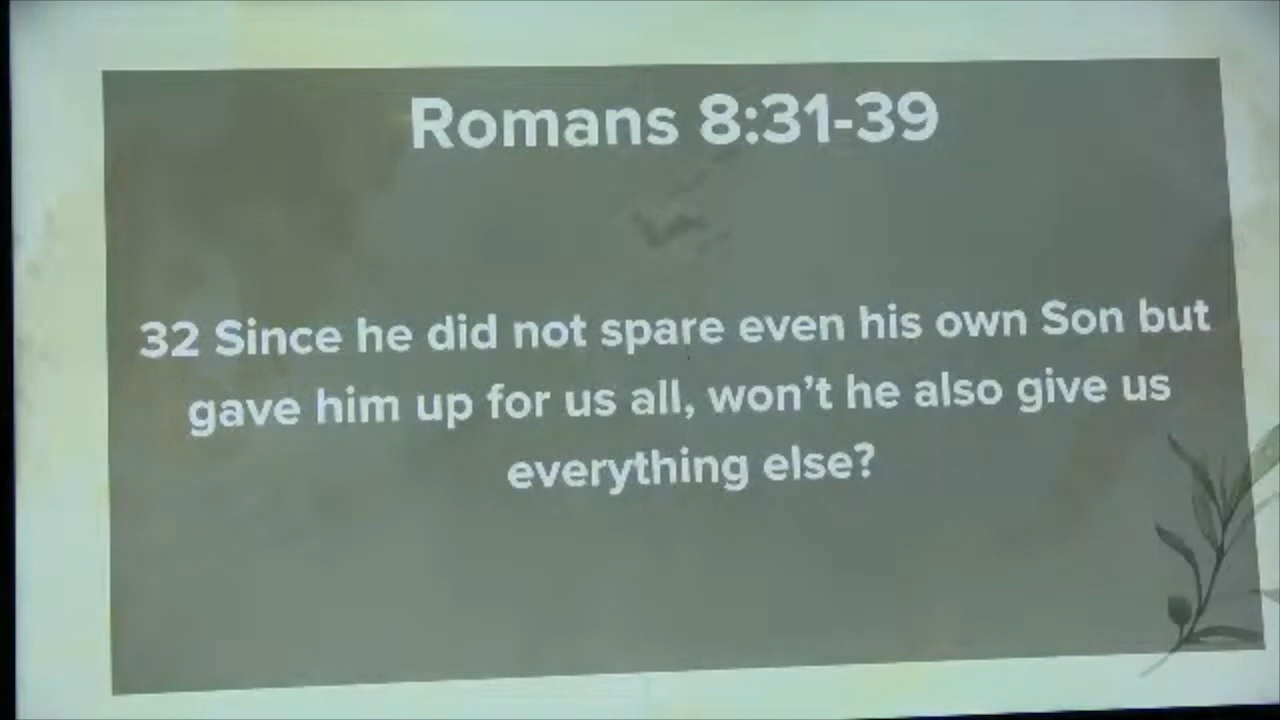 Romans 8:31-39
32 Since he did not spare even his own Son but
gave him up for us all, won’t he also give us
everything else?